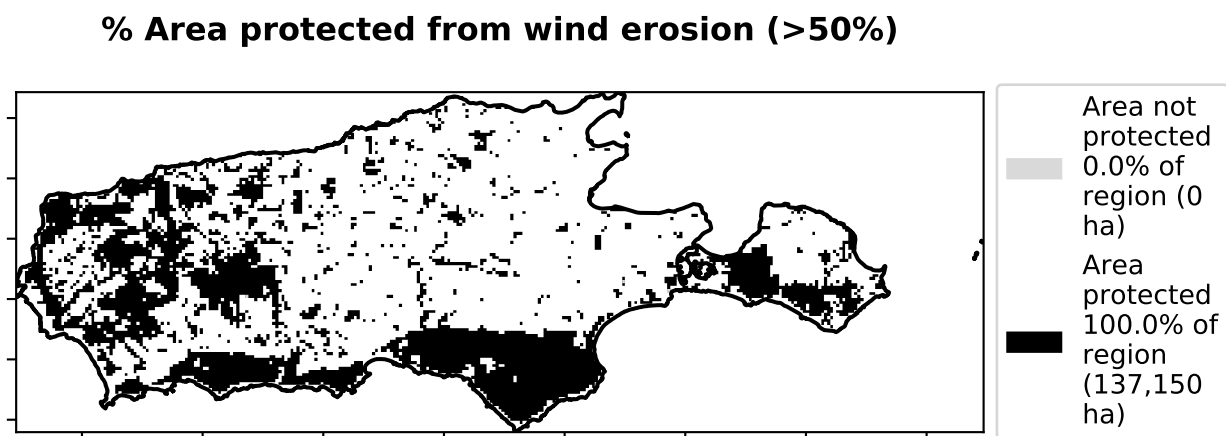 % Area protected from wind erosion (>50%)
Area not
protected
0.0% of
region (0
ha)
Area
protected
100.0% of
region
(137,150
ha)